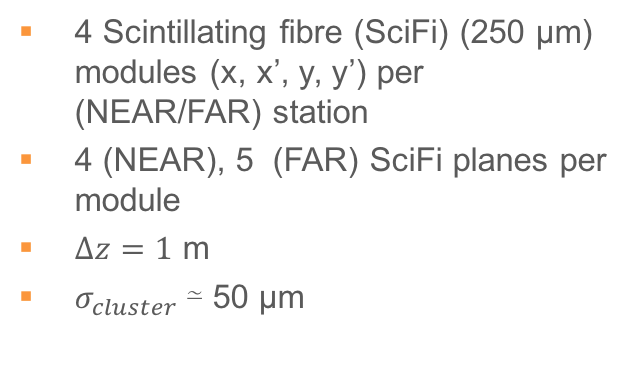 ▪ 4 Scintillating fibre (SciFi) (250 μm)
modules (x, x’, y, y’) per
(NEAR/FAR) station
▪ 4 (NEAR), 5 (FAR) SciFi planes per
module
▪ Δz = 1 m
▪ σ_cluster ≃ 50 μm